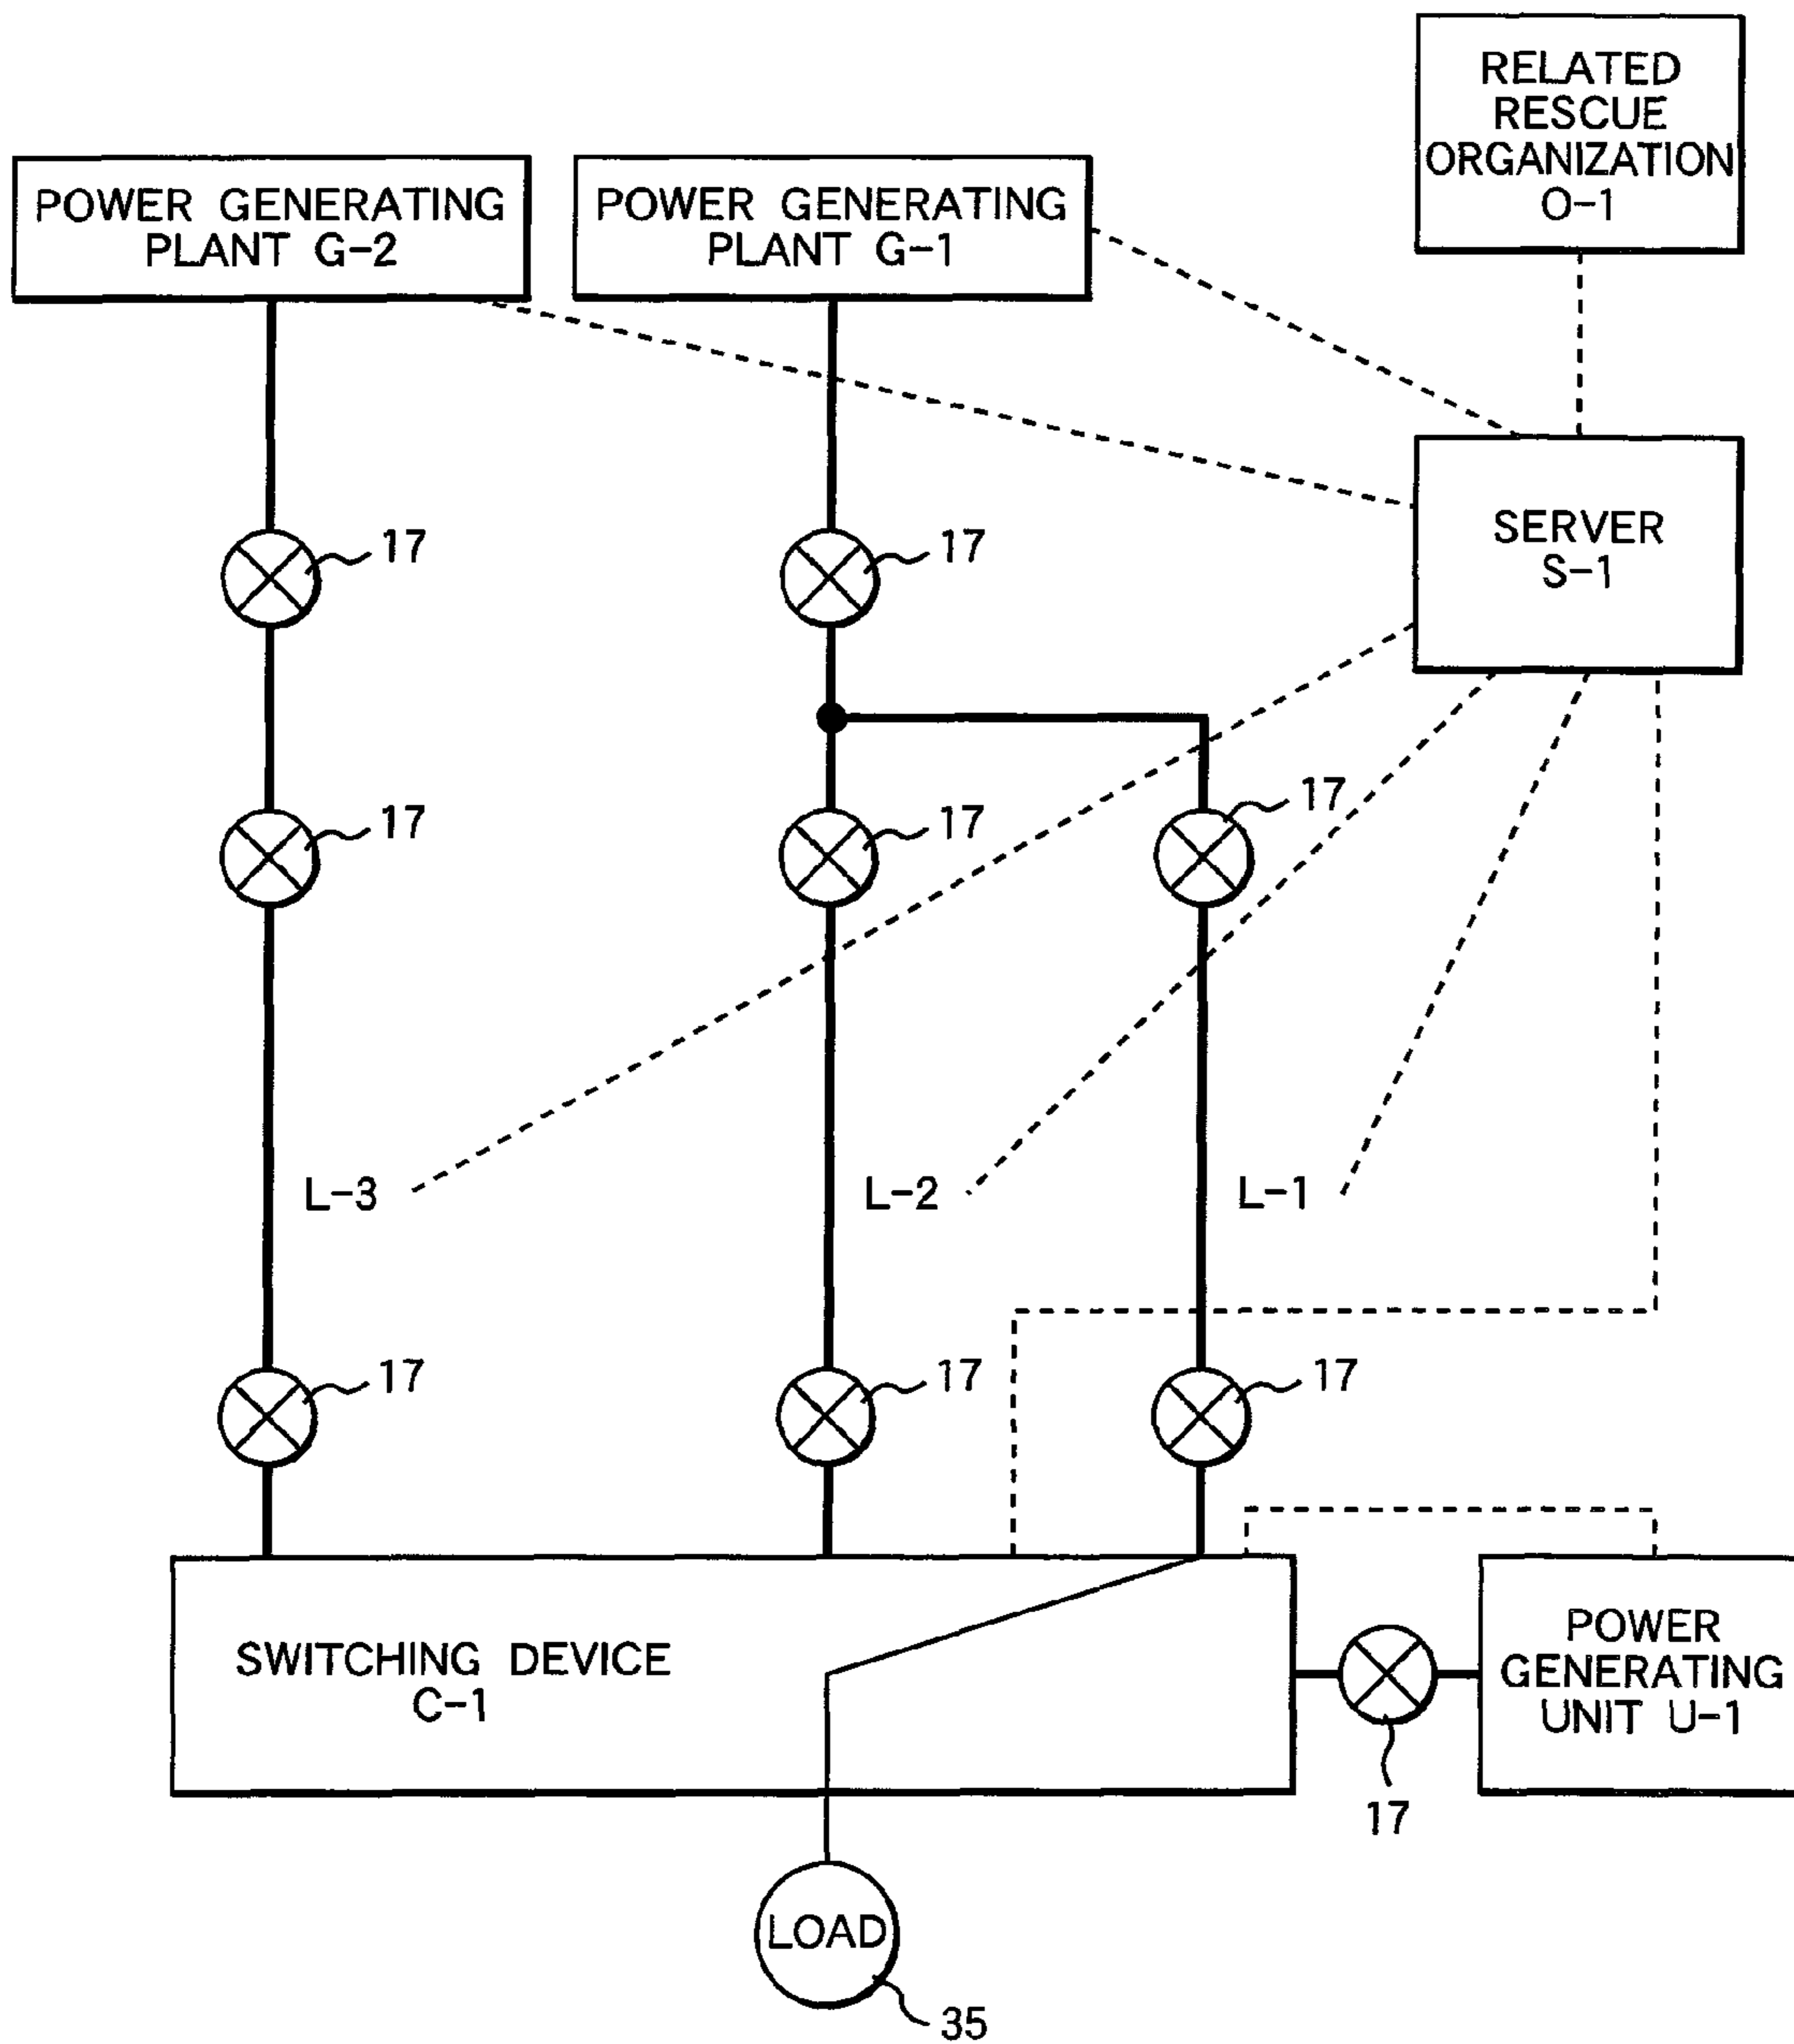 RELATED
RESCUE
ORGANIZATION
O-1
POWER GENERATING
PLANT G-2
POWER GENERATING
PLANT G-1
SERVER
S-1
17
17
17
17
17
L-3
L-2
L-1
17
17
17
SWITCHING DEVICE
C-1
POWER
GENERATING
UNIT U-1
17
LOAD
35